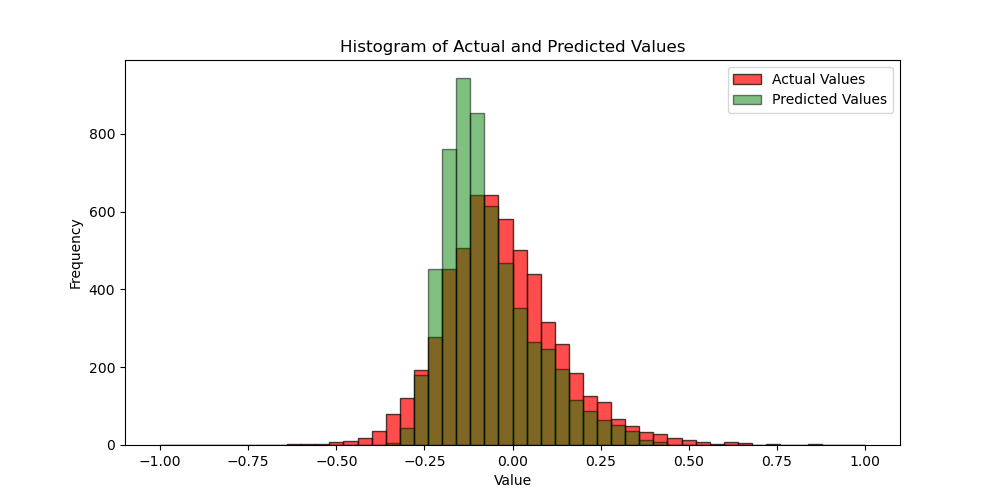 Histogram of Actual and Predicted Values
Actual Values
Predicted Values
Frequency
800
600
400
200
0
−1.00 −0.75 −0.50 −0.25 0.00 0.25 0.50 0.75 1.00
Value